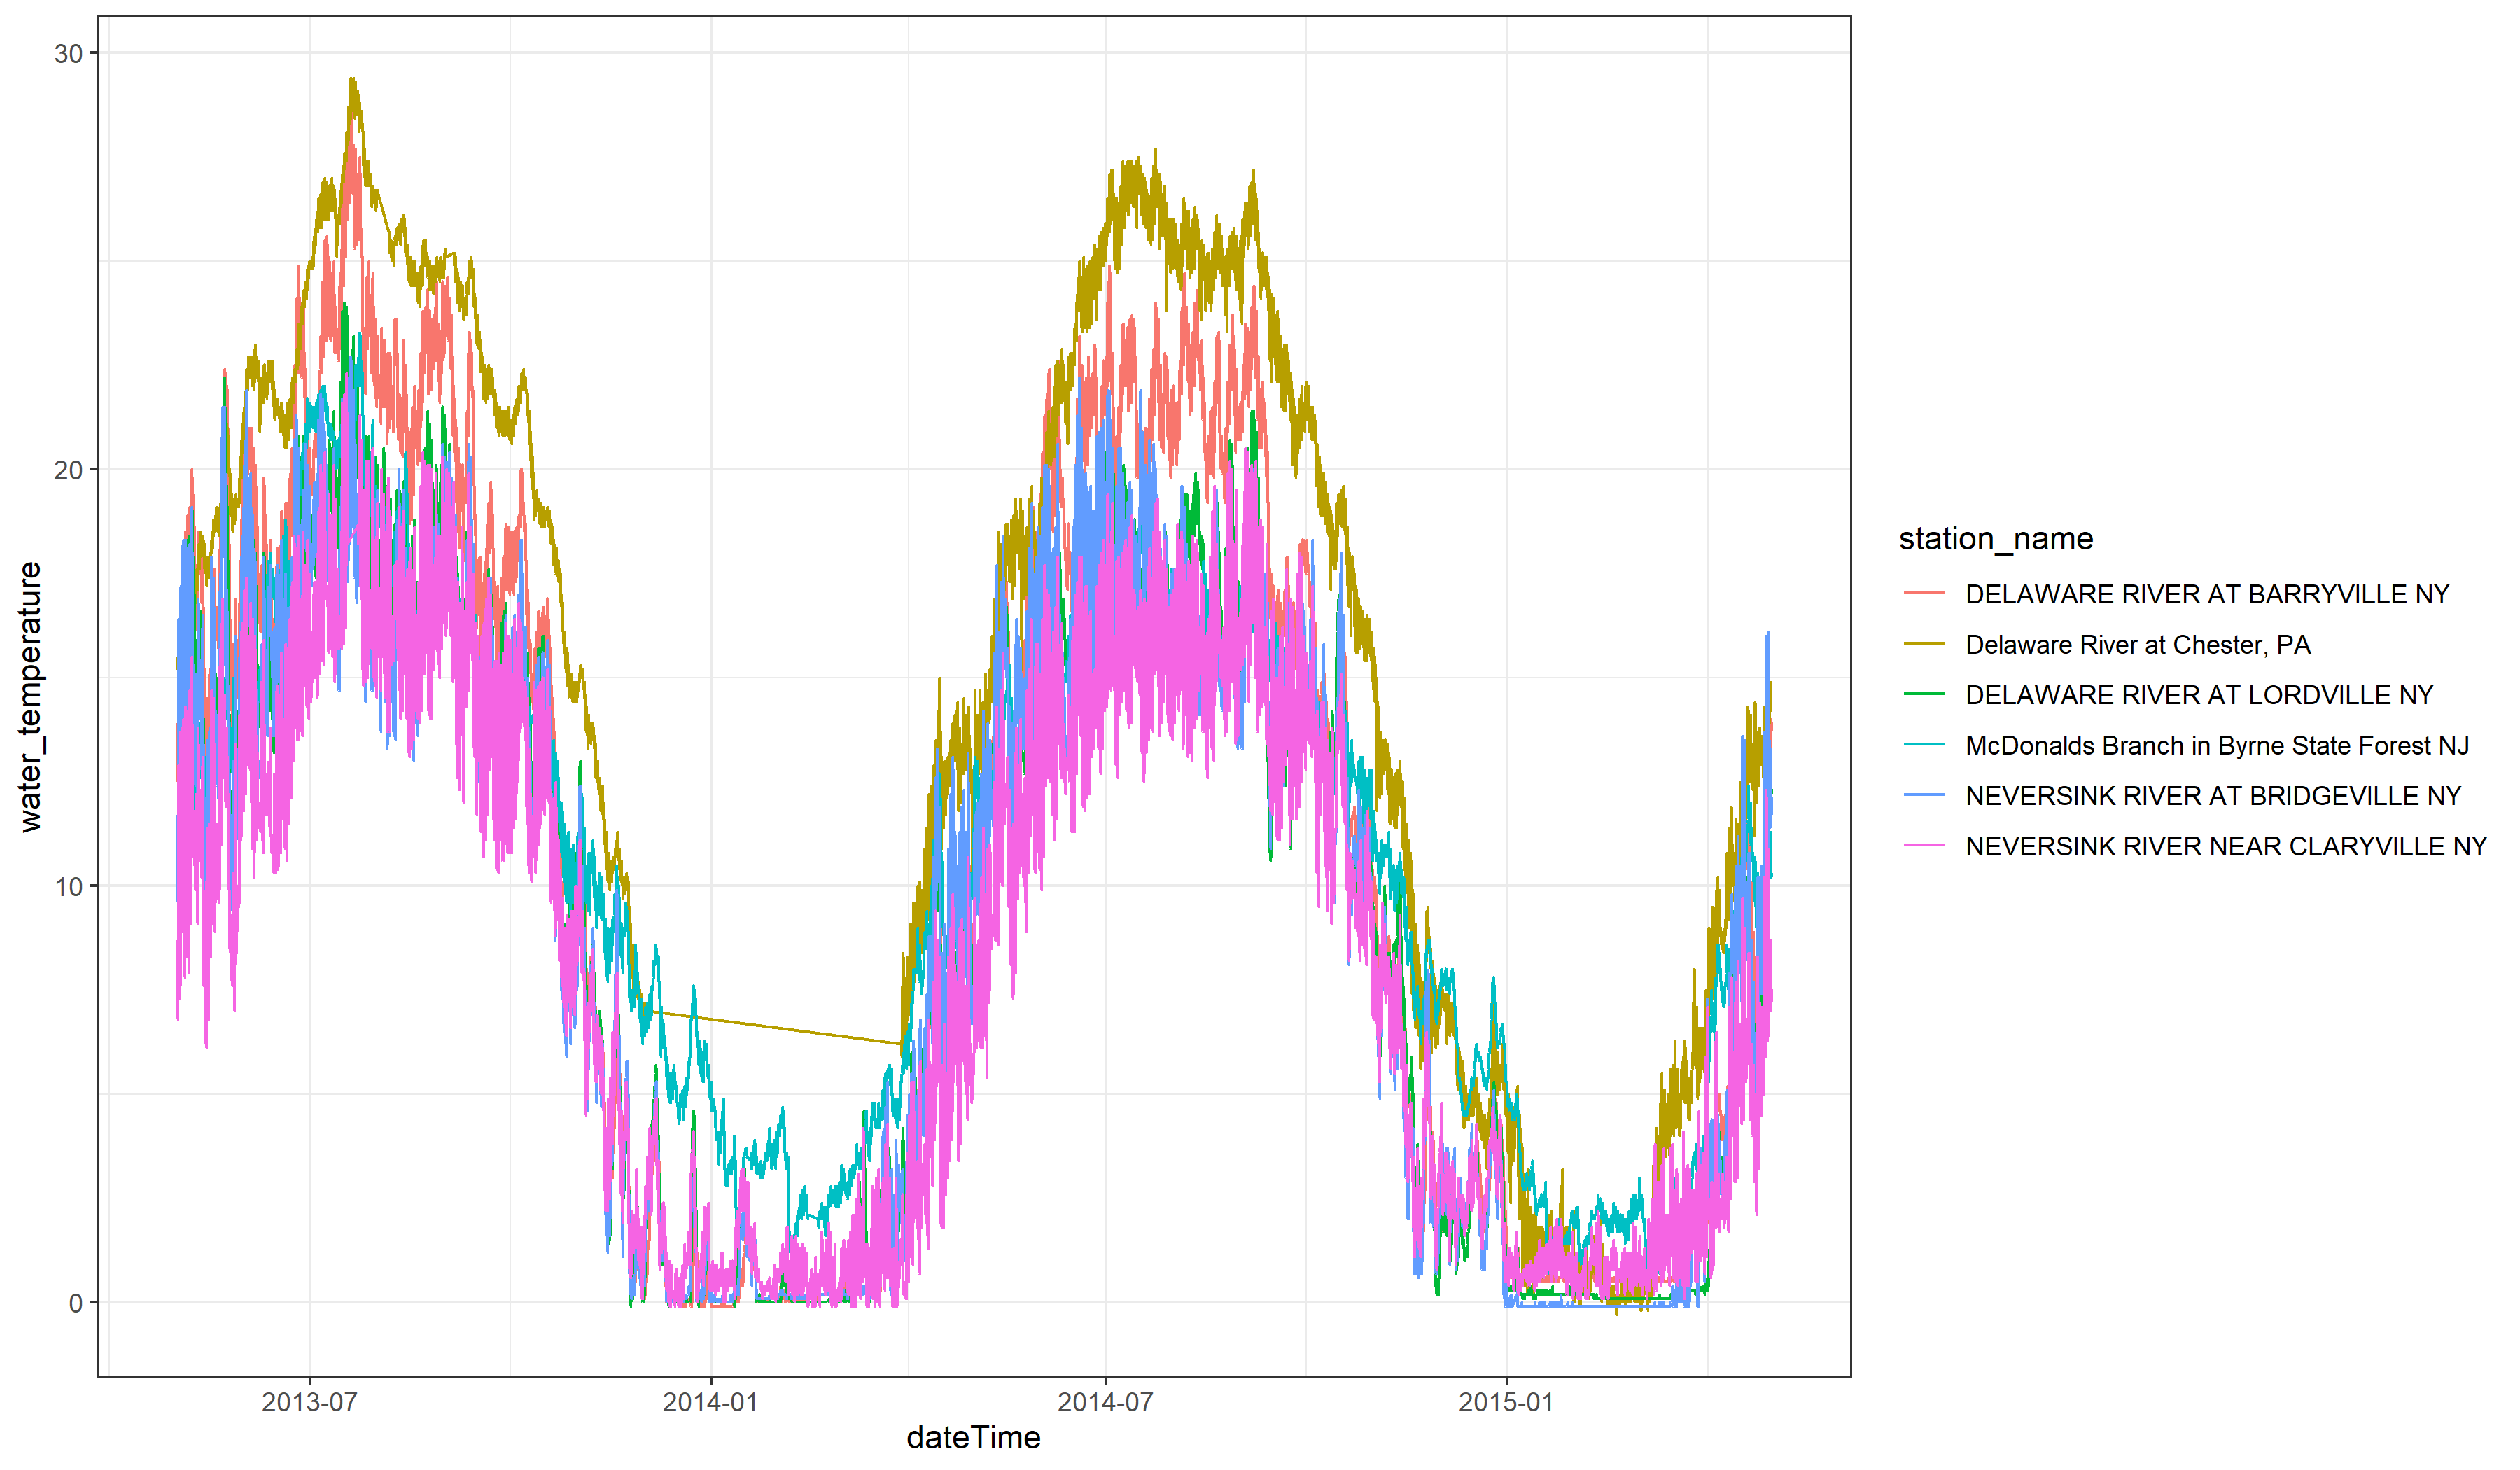 30
20
10
0
water_temperature
2013-07
2014-01
2014-07
2015-01
dateTime
station_name
DELAWARE RIVER AT BARRYVILLE NY
Delaware River at Chester, PA
DELAWARE RIVER AT LORDVILLE NY
McDonalds Branch in Byrne State Forest NJ
NEVERSINK RIVER AT BRIDGEVILLE NY
NEVERSINK RIVER NEAR CLARYVILLE NY